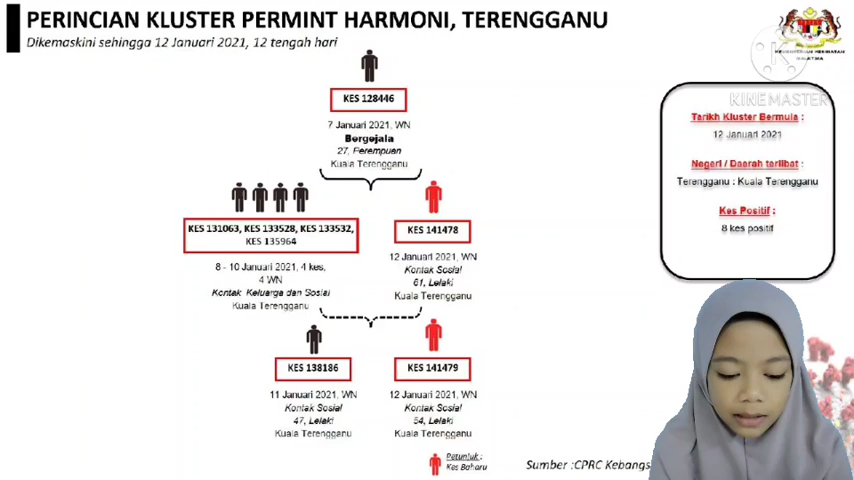 PERINCIAN KLUSTER PERMINT HARMONI, TERENGGANU
Dikemaskini sehingga 12 Januari 2021, 12 tengah hari
KINEMASTER
KES 128446
7 Januari 2021, WN
Bergejala
27, Perempuan
Kuala Terengganu
KES 131063, KES 133528, KES 133532,
KES 135964
8 - 10 Januari 2021, 4 kes,
4 WN
Kontak Keluarga dan Sosial
Kuala Terengganu
KES 141478
12 Januari 2021, WN
Kontak Sosial
61, Lelaki
Kuala Terengganu
KES 138186
11 Januari 2021, WN
Kontak Sosial
47, Lelaki
Kuala Terengganu
KES 141479
12 Januari 2021, WN
Kontak Sosial
54, Lelaki
Kuala Terengganu
Petunjuk :
Kes Baharu
Tarikh Kluster Bermula :
12 Januari 2021
Negeri / Daerah terlibat :
Terengganu : Kuala Terengganu
Kes Positif :
8 kes positif
Sumber :CPRC Kebangs